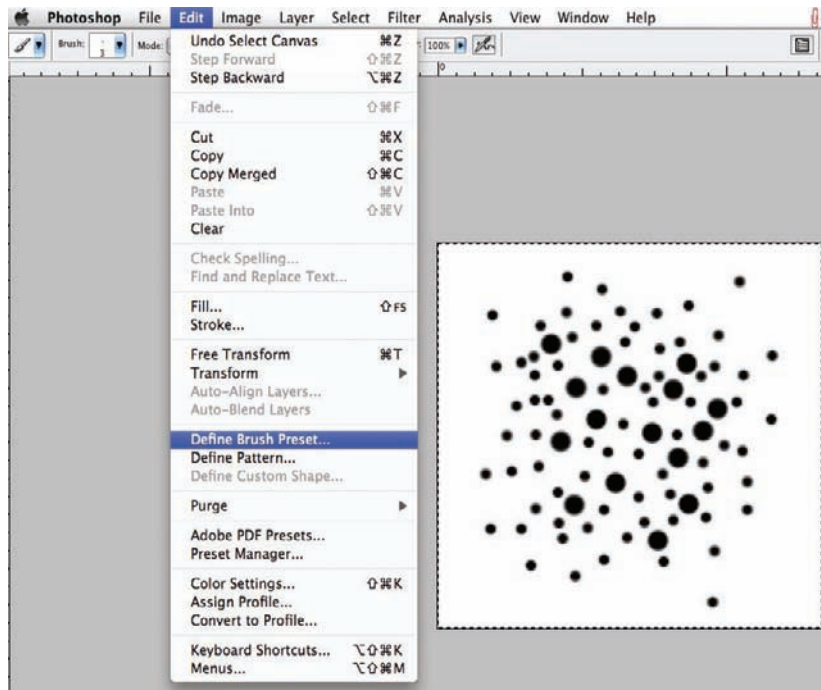 Photoshop File Edit Image Layer Select Filter Analysis View Window Help
Brush: 3 Mode: 100%
0
Undo Select Canvas ⌘Z
Step Forward ⇧⌘Z
Step Backward ⌥⌘Z
Fade... ⇧⌘F
Cut ⌘X
Copy ⌘C
Copy Merged ⇧⌘C
Paste ⌘V
Paste Into ⇧⌘V
Clear
Check Spelling...
Find and Replace Text...
Fill... ⇧F5
Stroke...
Free Transform ⌘T
Transform
Auto-Align Layers...
Auto-Blend Layers
Define Brush Preset...
Define Pattern...
Define Custom Shape...
Purge
Adobe PDF Presets...
Preset Manager...
Color Settings... ⇧⌘K
Assign Profile...
Convert to Profile...
Keyboard Shortcuts... ⌥⇧⌘K
Menus... ⌥⇧⌘M